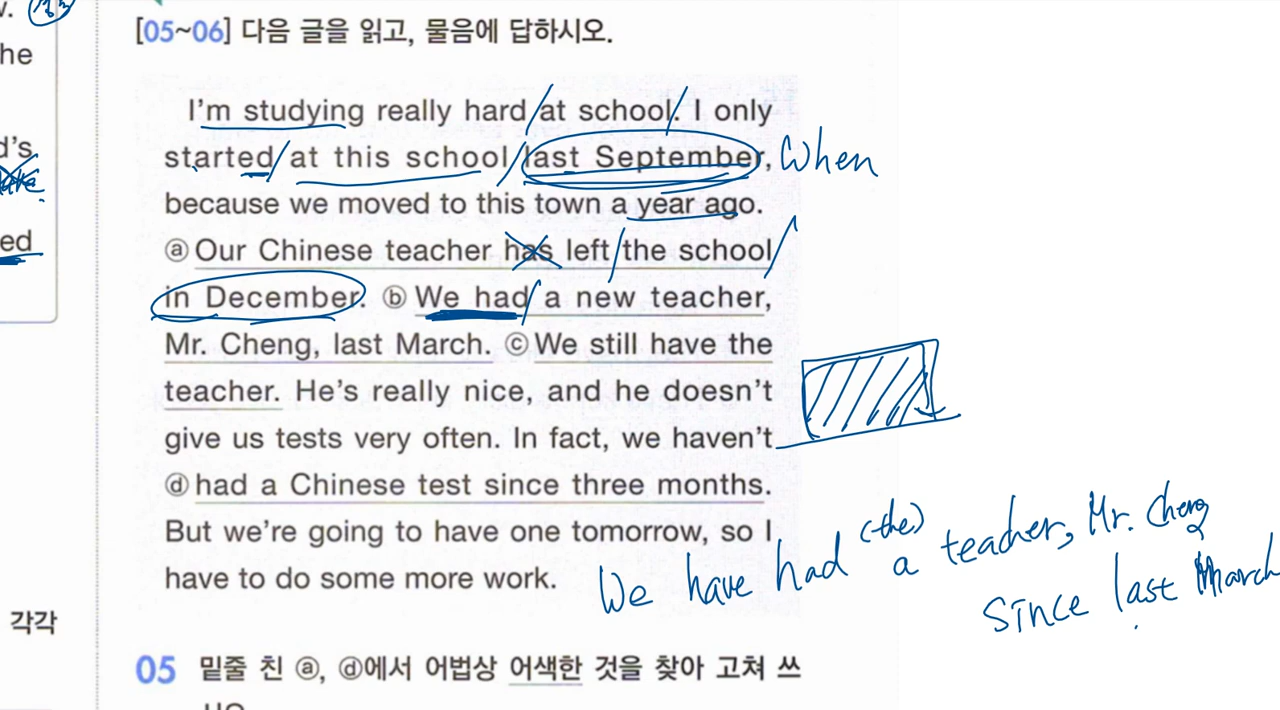 he
d's
ed
각각
[05~06] 다음 글을 읽고, 물음에 답하시오.
I'm studying really hard at school. I only
started at this school last September, When
because we moved to this town a year ago.
ⓐ Our Chinese teacher has left the school
in December. ⓑ We had a new teacher,
Mr. Cheng, last March. ⓒ We still have the
teacher. He's really nice, and he doesn't
give us tests very often. In fact, we haven't
ⓓ had a Chinese test since three months.
But we're going to have one tomorrow, so I
have to do some more work.
We have had (the) a teacher, Mr. Cheng
since last March
05 밑줄 친 ⓐ, ⓓ에서 어법상 어색한 것을 찾아 고쳐 쓰